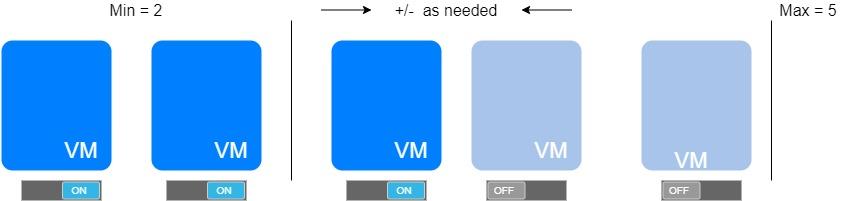 Min = 2
+/-  as needed
Max = 5
VM
VM
VM
VM
VM
ON
ON
ON
OFF
OFF